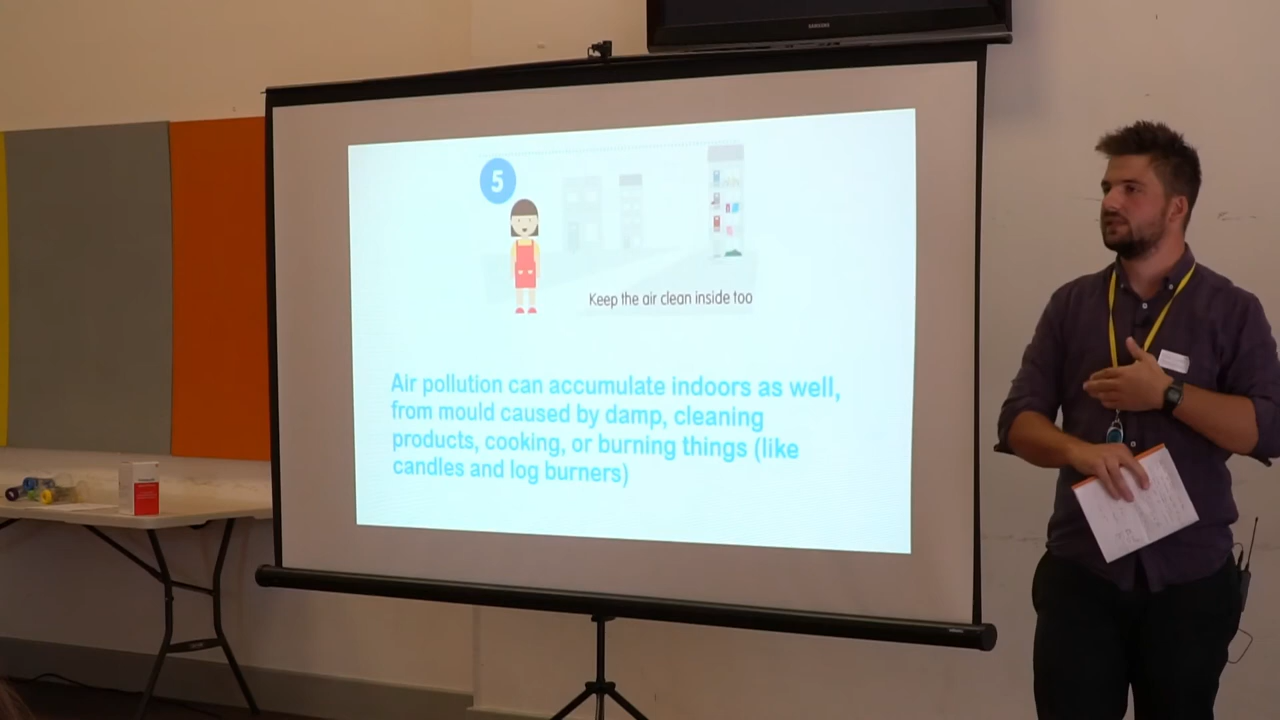 SAMSUNG
5
Keep the air clean inside too
Air pollution can accumulate indoors as well,
from mould caused by damp, cleaning
products, cooking, or burning things (like
candles and log burners)